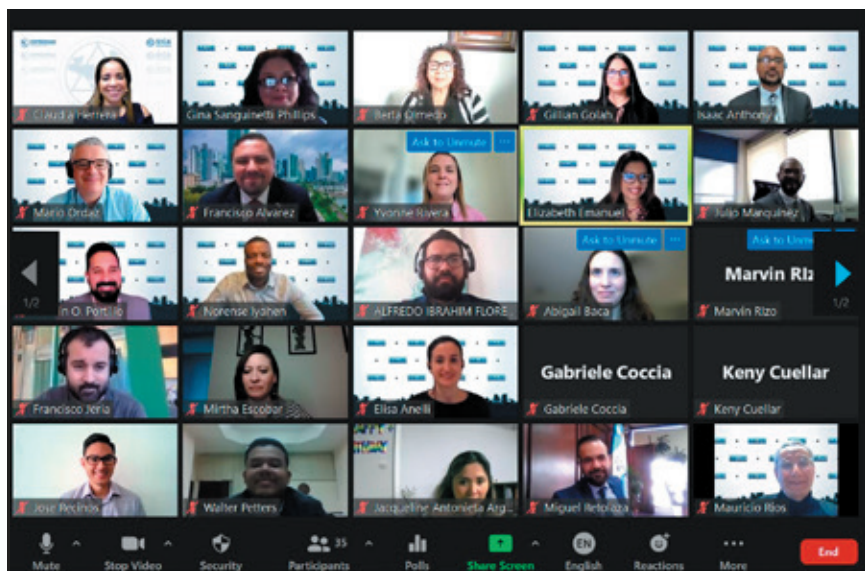 Claudia Herrera
Gina Sanguinetti Phillips
Berta Olmedo
Gillian Golah
Isaac Anthony
Ask to Unmute ...
Mario Ordaz
Francisco Alvarez
Yvonne Rivera
Elizabeth Emanuel
Julio Marquinez
Ask to Unmute ...
Ask to Unm
Marvin RIz
1/2
1/2
n O. Portillo
Norense Iyahen
ALFREDO IBRAHIM FLORE...
Abigail Baca
Marvin Rizo
Gabriele Coccia
Keny Cuellar
Francisco Jeria
Mirtha Escobar
Elisa Anelli
Gabriele Coccia
Keny Cuellar
Jose Recinos
Walter Petters
Jacqueline Antonieta Arg...
Miguel Retolaza
Mauricio Rios
35
EN
Mute
Stop Video
Security
Participants
Polls
Share Screen
English
Reactions
More
End